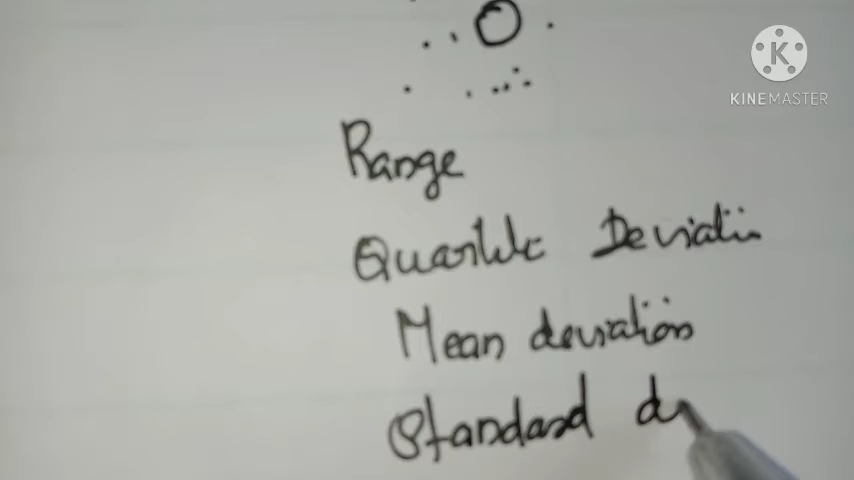 KINEMASTER
Range
Quartile Deviation
Mean deviation
Standard d